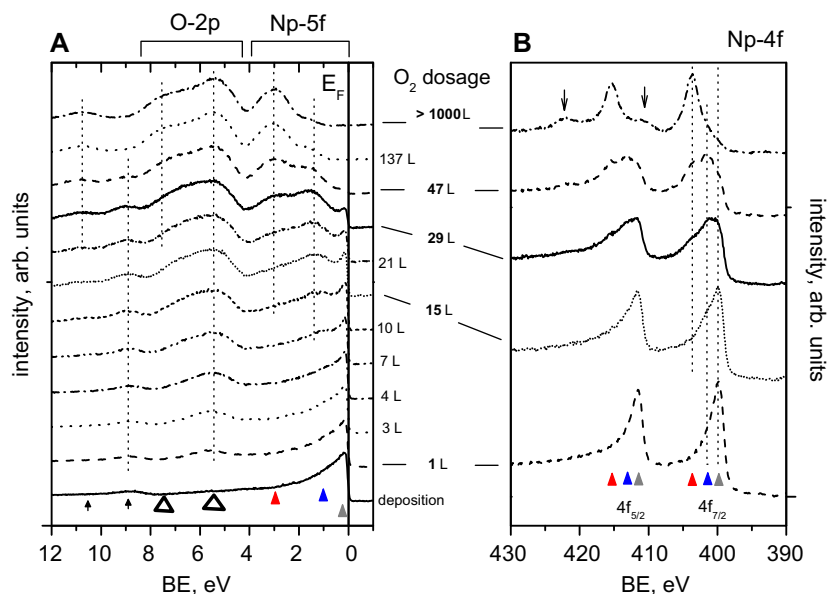 O-2p
Np-5f
A
E_F
O₂ dosage
B
Np-4f
> 1000 L
137 L
47 L
29 L
21 L
15 L
10 L
7 L
4 L
3 L
1 L
deposition
4f₅/₂
4f₇/₂
intensity, arb. units
intensity, arb. units
12 10 8 6 4 2 0
430 420 410 400 390
BE, eV
BE, eV